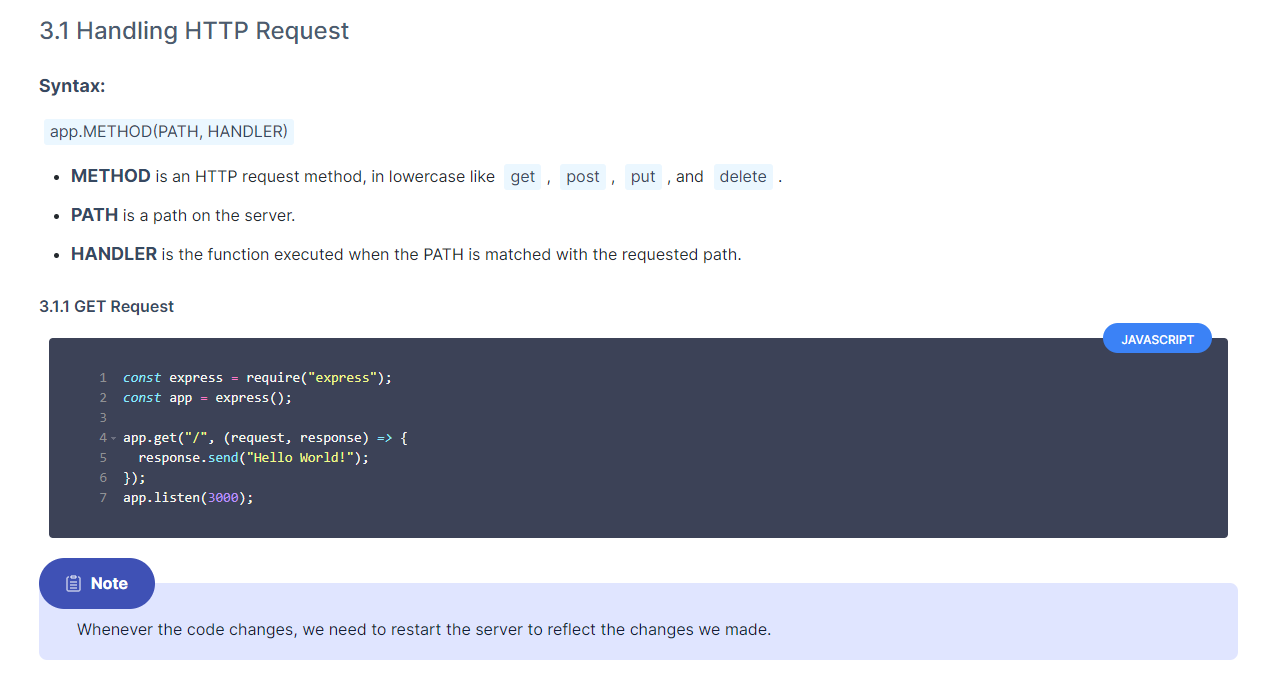 3.1 Handling HTTP Request
Syntax:
app.METHOD(PATH, HANDLER)
• METHOD is an HTTP request method, in lowercase like get , post , put , and delete .
• PATH is a path on the server.
• HANDLER is the function executed when the PATH is matched with the requested path.
3.1.1 GET Request
JAVASCRIPT
1 const express = require("express");
2 const app = express();
3
4 app.get("/", (request, response) => {
5   response.send("Hello World!");
6 });
7 app.listen(3000);
Note
Whenever the code changes, we need to restart the server to reflect the changes we made.